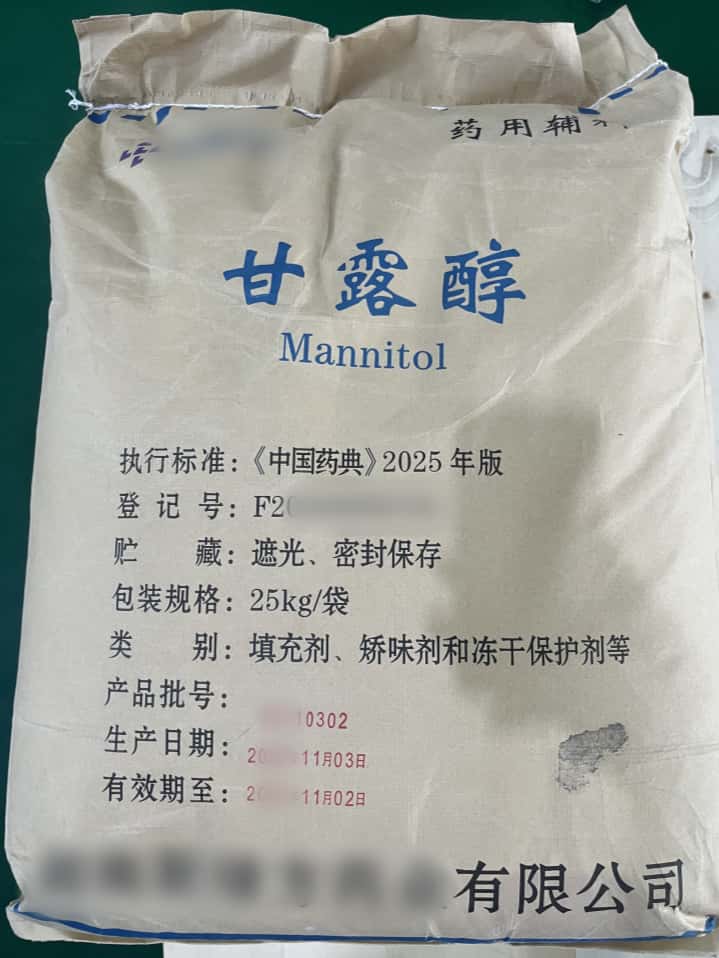 药用辅
甘露醇
Mannitol
执行标准：《中国药典》2025年版
登记号：F20
贮藏：遮光、密封保存
包装规格：25kg/袋
类别：填充剂、矫味剂和冻干保护剂等
产品批号：10302
生产日期：2 11月03日
有效期至：2 11月02日
有限公司